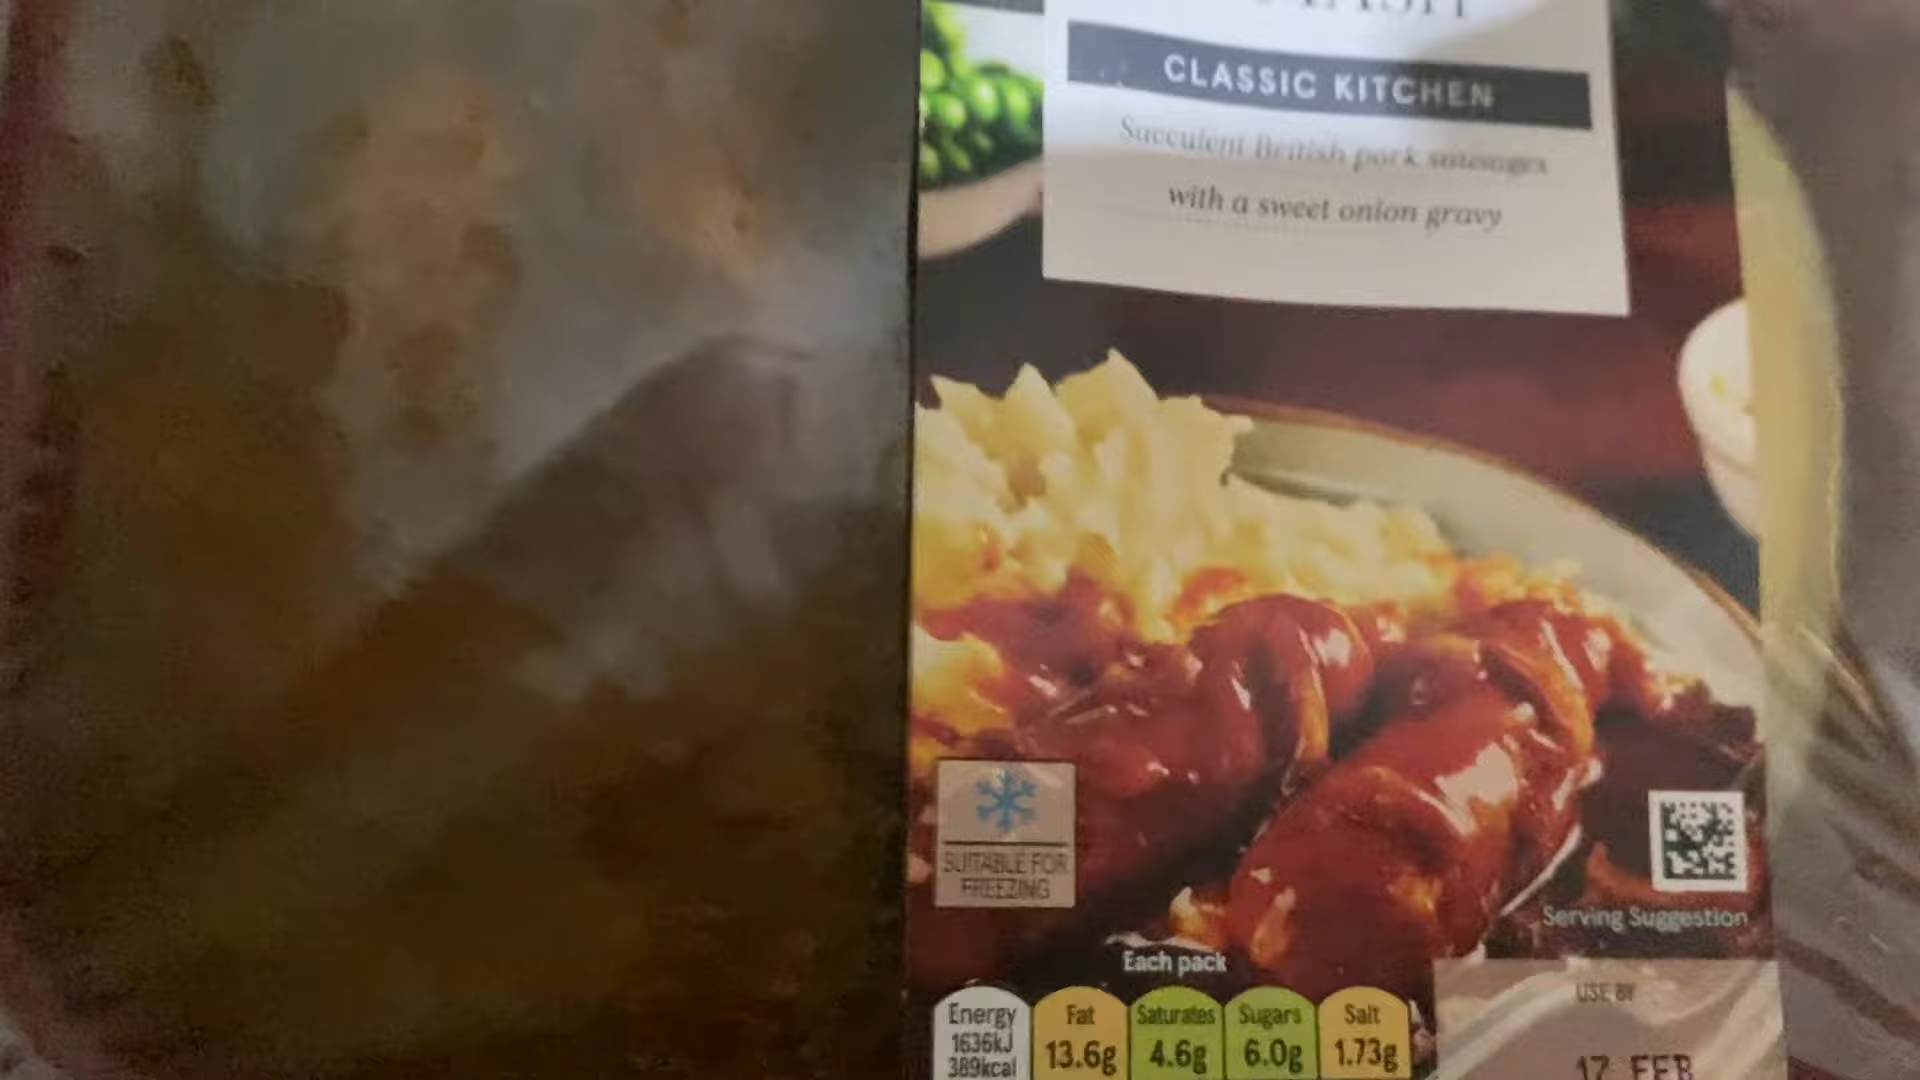 CLASSIC KITCHEN
Succulent British pork sausages
with a sweet onion gravy
SUITABLE FOR
FREEZING
Serving Suggestion
Each pack
Energy
1636kJ
389kcal
Fat
13.6g
Saturates
4.6g
Sugars
6.0g
Salt
1.73g
USE BY
17 FEB